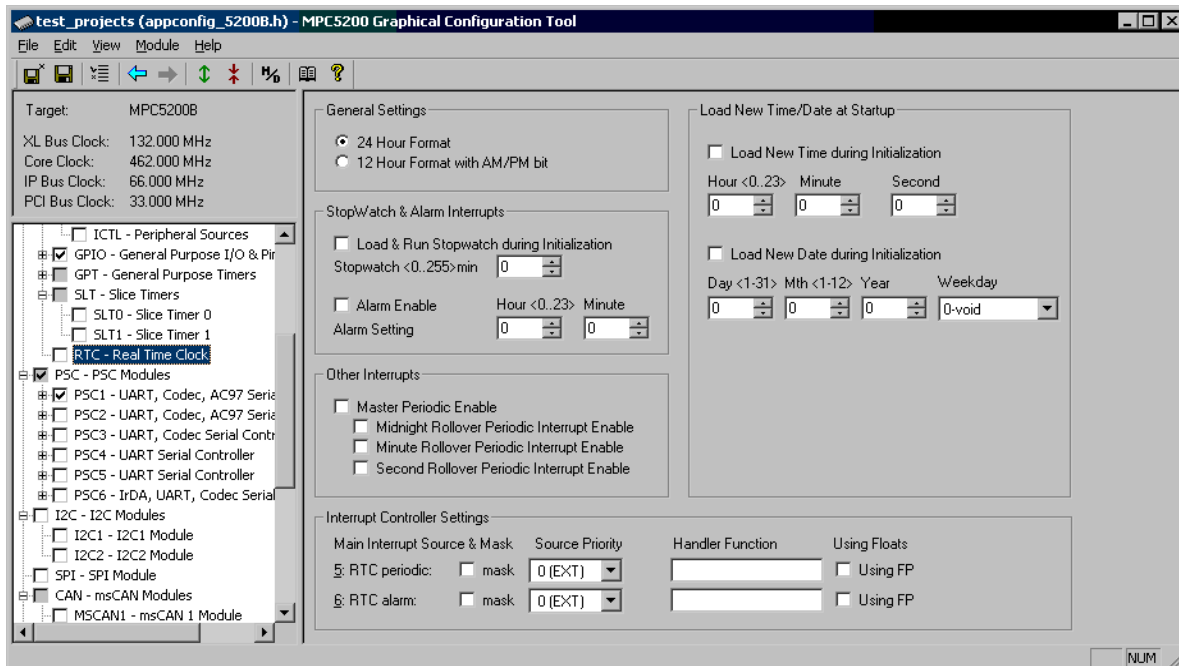 test_projects (appconfig_5200B.h) - MPC5200 Graphical Configuration Tool
File Edit View Module Help
Target: MPC5200B
XL Bus Clock: 132.000 MHz
Core Clock: 462.000 MHz
IP Bus Clock: 66.000 MHz
PCI Bus Clock: 33.000 MHz
ICTL - Peripheral Sources
GPIO - General Purpose I/O & Pin
GPT - General Purpose Timers
SLT - Slice Timers
SLT0 - Slice Timer 0
SLT1 - Slice Timer 1
RTC - Real Time Clock
PSC - PSC Modules
PSC1 - UART, Codec, AC97 Seria
PSC2 - UART, Codec, AC97 Seria
PSC3 - UART, Codec Serial Contr
PSC4 - UART Serial Controller
PSC5 - UART Serial Controller
PSC6 - IrDA, UART, Codec Serial
I2C - I2C Modules
I2C1 - I2C1 Module
I2C2 - I2C2 Module
SPI - SPI Module
CAN - msCAN Modules
MSCAN1 - msCAN 1 Module
General Settings
24 Hour Format
12 Hour Format with AM/PM bit
StopWatch & Alarm Interrupts
Load & Run Stopwatch during Initialization
Stopwatch <0..255>min 0
Alarm Enable Hour <0..23> Minute
Alarm Setting 0 0
Other Interrupts
Master Periodic Enable
Midnight Rollover Periodic Interrupt Enable
Minute Rollover Periodic Interrupt Enable
Second Rollover Periodic Interrupt Enable
Load New Time/Date at Startup
Load New Time during Initialization
Hour <0..23> Minute Second
0 0 0
Load New Date during Initialization
Day <1-31> Mth <1-12> Year Weekday
0 0 0 0-void
Interrupt Controller Settings
Main Interrupt Source & Mask Source Priority Handler Function Using Floats
5: RTC periodic: mask 0 (EXT) Using FP
6: RTC alarm: mask 0 (EXT) Using FP
NUM